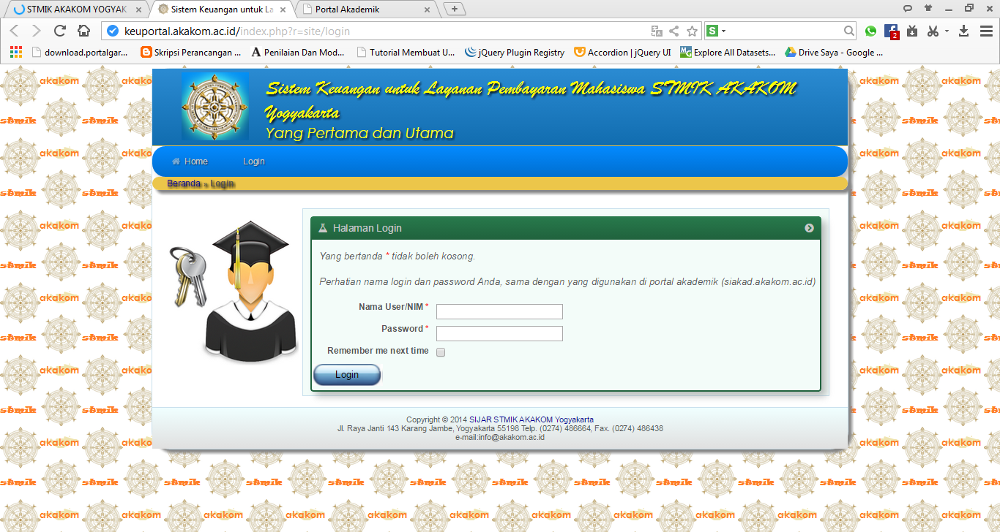 STMIK AKAKOM YOGYAK
Sistem Keuangan untuk La
Portal Akademik
keuportal.akakom.ac.id/index.php?r=site/login
S
2
download.portalgar...
Skripsi Perancangan ...
A Penilaian Dan Mod...
Tutorial Membuat U...
jQuery Plugin Registry
Accordion | jQuery UI
Explore All Datasets...
Drive Saya - Google ...
Sistem Keuangan untuk Layanan Pembayaran Mahasiswa STMIK AKAKOM
Yogyakarta
Yang Pertama dan Utama
Home
Login
Beranda » Login
Halaman Login
Yang bertanda * tidak boleh kosong.
Perhatian nama login dan password Anda, sama dengan yang digunakan di portal akademik (siakad.akakom.ac.id)
Nama User/NIM *
Password *
Remember me next time
Login
Copyright © 2014 SIJAR STMIK AKAKOM Yogyakarta
Jl. Raya Janti 143 Karang Jambe, Yogyakarta 55198 Telp. (0274) 486664, Fax. (0274) 486438
e-mail:info@akakom.ac.id
akakom
stmik